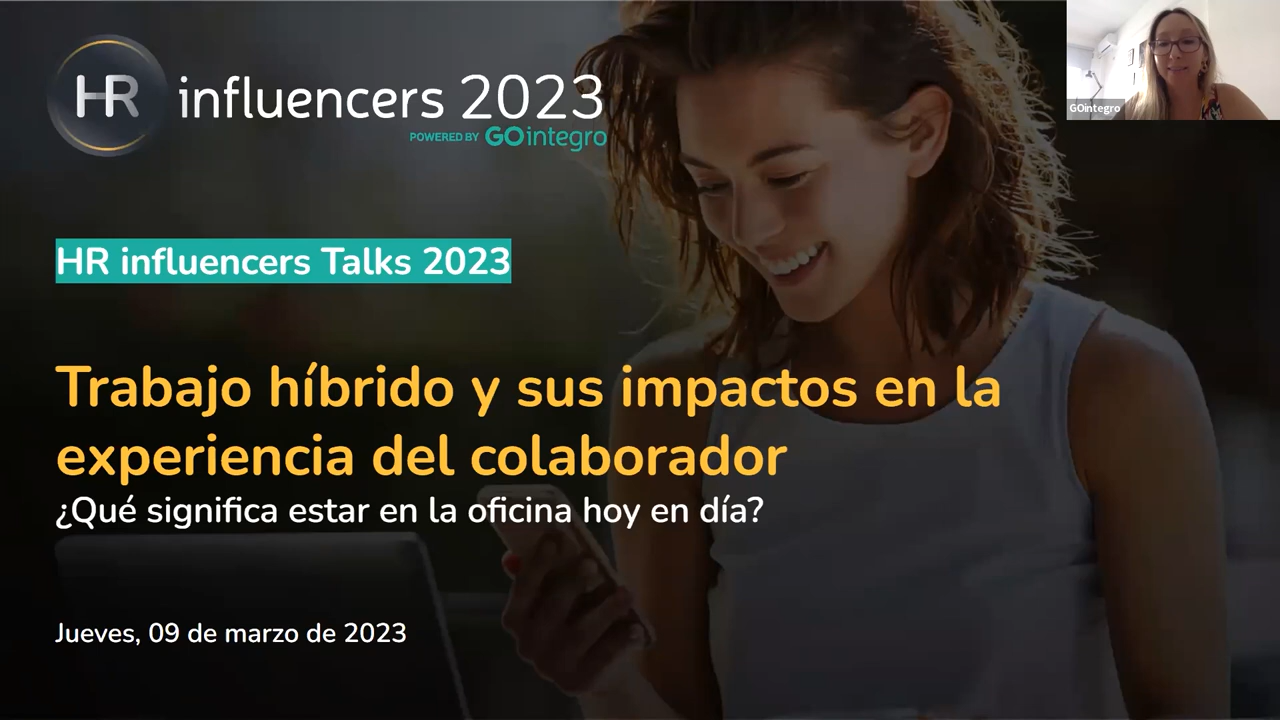 HR influencers 2023
POWERED BY GOintegro
GOintegro
HR influencers Talks 2023
Trabajo híbrido y sus impactos en la
experiencia del colaborador
¿Qué significa estar en la oficina hoy en día?
Jueves, 09 de marzo de 2023